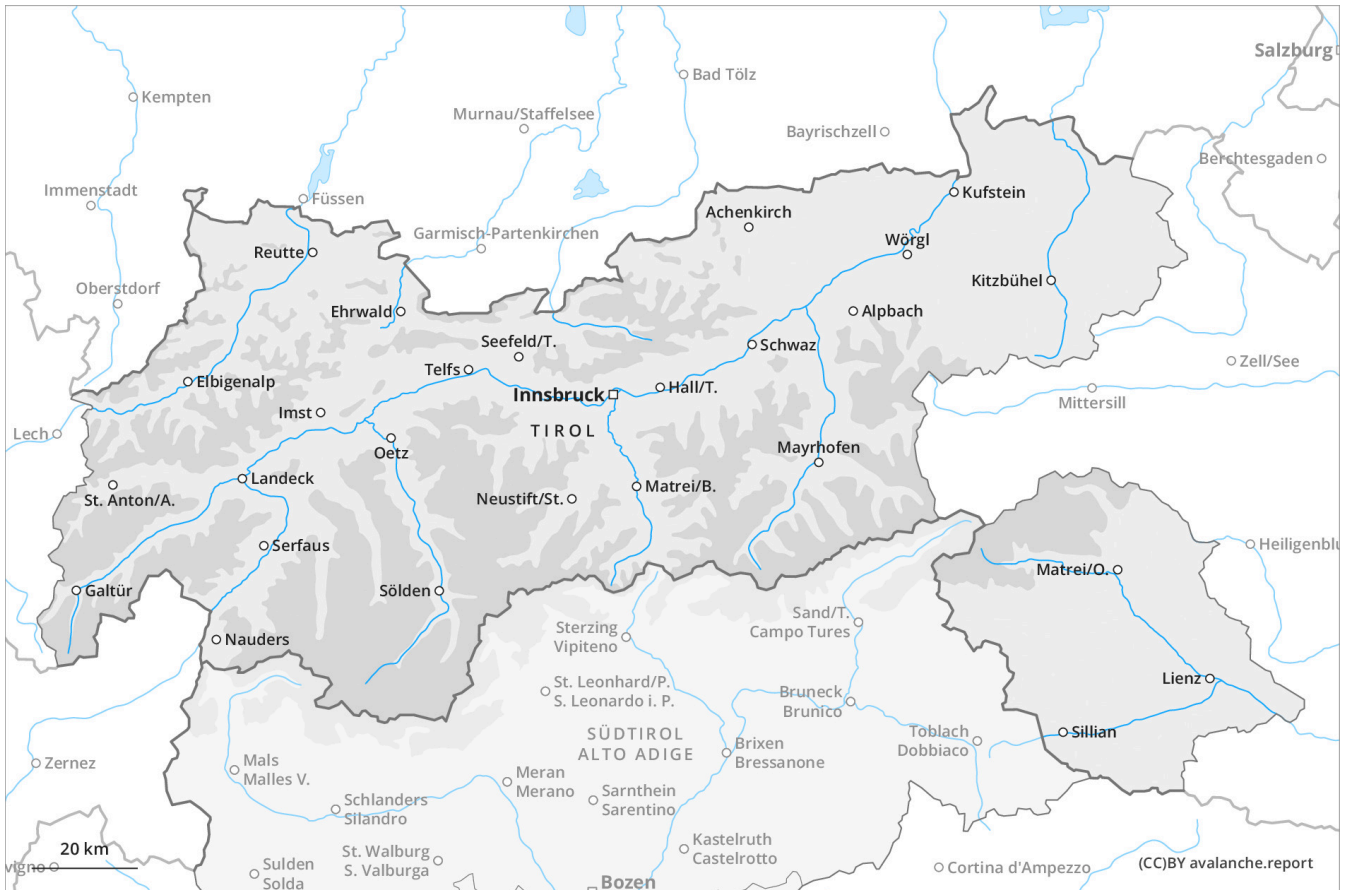 Salzburg
Bad Tölz
Kempten
Murnau/Staffelsee
Bayrischzell
Berchtesgaden
Immenstadt
Füssen
Kufstein
Achenkirch
Garmisch-Partenkirchen
Wörgl
Reutte
Kitzbühel
Oberstdorf
Ehrwald
Alpbach
Seefeld/T.
Schwaz
Zell/See
Telfs
Elbigenalp
Hall/T.
Innsbruck
Mittersill
Imst
TIROL
Lech
Oetz
Mayrhofen
Landeck
Matrei/B.
St. Anton/A.
Neustift/St.
Serfaus
Heiligenblu
Matrei/O.
Galtür
Sölden
Sand/T.
Campo Tures
Sterzing
Vipiteno
Nauders
Lienz
St. Leonhard/P.
S. Leonardo i. P.
Bruneck
Brunico
SÜDTIROL
ALTO ADIGE
Toblach
Dobbiaco
Sillian
Brixen
Bressanone
Zernez
Mals
Malles V.
Meran
Merano
Sarnthein
Sarentino
Schlanders
Silandro
Kastelruth
Castelrotto
20 km
St. Walburg
S. Valburga
vigno
Sulden
Solda
Cortina d'Ampezzo
(CC)BY avalanche.report
Bozen